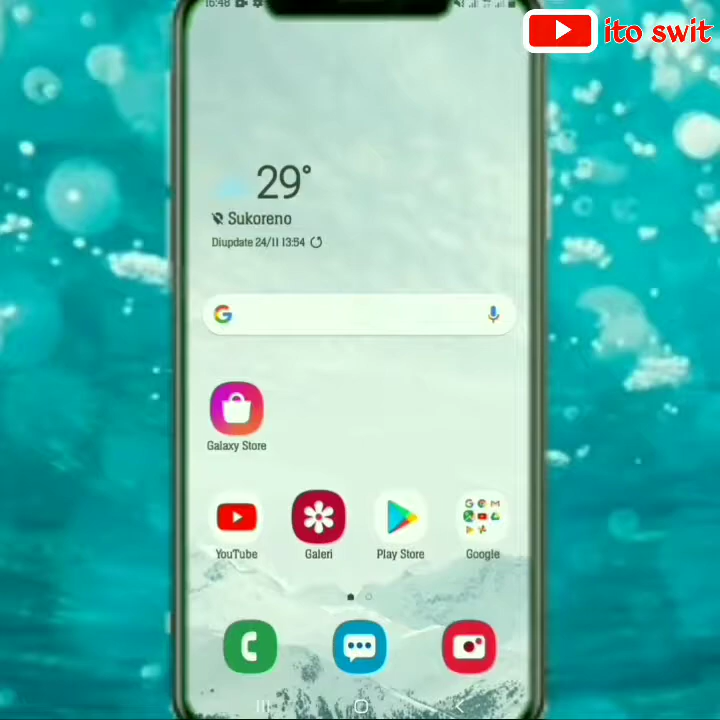 16:48
ito swit
29°
Sukoreno
Diupdate 24/11 13:54
Galaxy Store
YouTube
Galeri
Play Store
Google